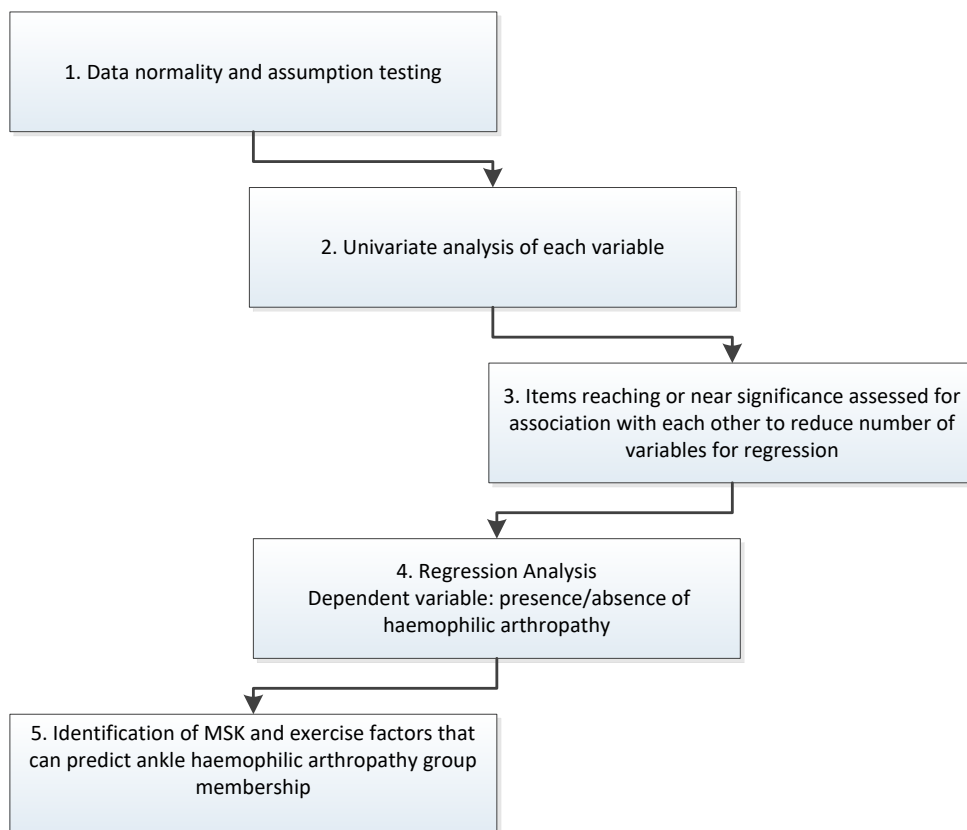 1. Data normality and assumption testing
2. Univariate analysis of each variable
3. Items reaching or near significance assessed for
association with each other to reduce number of
variables for regression
4. Regression Analysis
Dependent variable: presence/absence of
haemophilic arthropathy
5. Identification of MSK and exercise factors that
can predict ankle haemophilic arthropathy group
membership